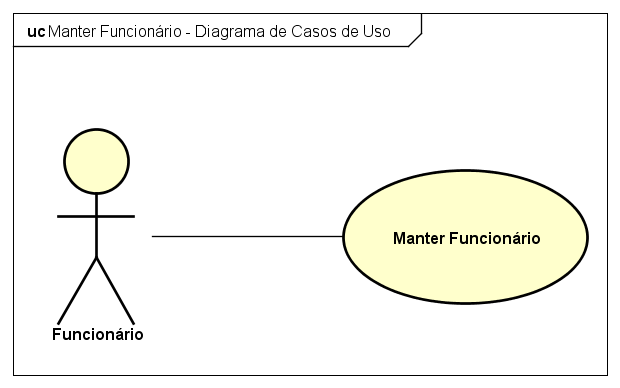 uc Manter Funcionário - Diagrama de Casos de Uso
Manter Funcionário
Funcionário